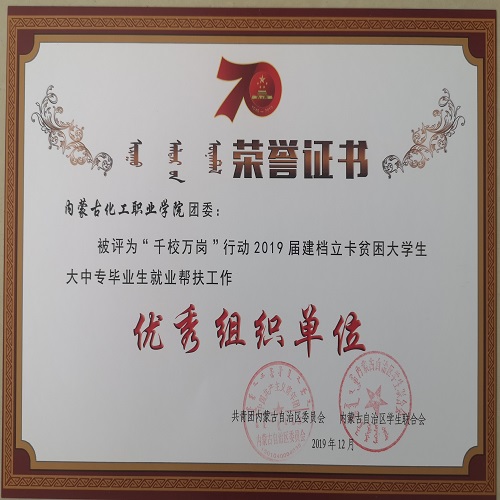 70
荣誉证书
内蒙古化工职业学院团委：
被评为“千校万岗”行动2019届建档立卡贫困大学生
大中专毕业生就业帮扶工作
优秀组织单位
共青团内蒙古自治区委员会 内蒙古自治区学生联合会
2019年12月